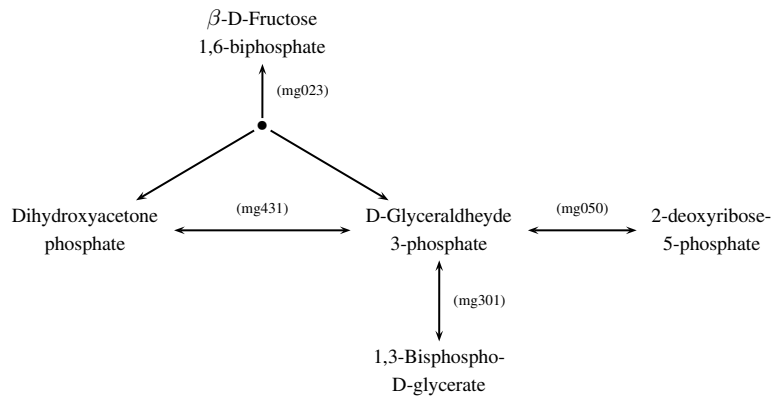 β-D-Fructose
1,6-biphosphate
(mg023)
Dihydroxyacetone
phosphate
(mg431)
D-Glyceraldheyde
3-phosphate
(mg050)
2-deoxyribose-
5-phosphate
(mg301)
1,3-Bisphospho-
D-glycerate